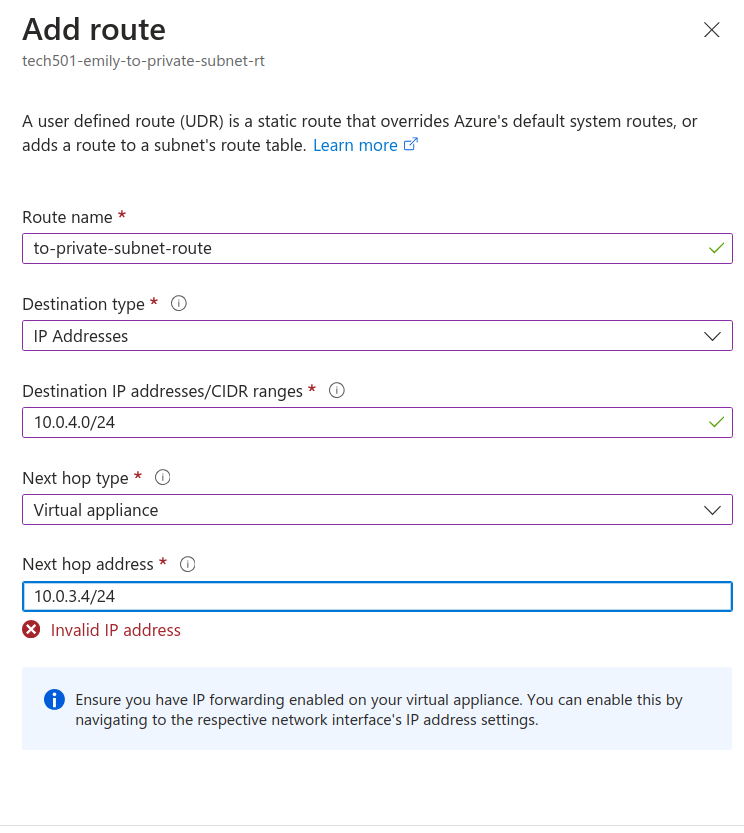 Add route
tech501-emily-to-private-subnet-rt
A user defined route (UDR) is a static route that overrides Azure's default system routes, or
adds a route to a subnet's route table. Learn more
Route name *
to-private-subnet-route
Destination type *
IP Addresses
Destination IP addresses/CIDR ranges *
10.0.4.0/24
Next hop type *
Virtual appliance
Next hop address *
10.0.3.4/24
Invalid IP address
Ensure you have IP forwarding enabled on your virtual appliance. You can enable this by
navigating to the respective network interface's IP address settings.